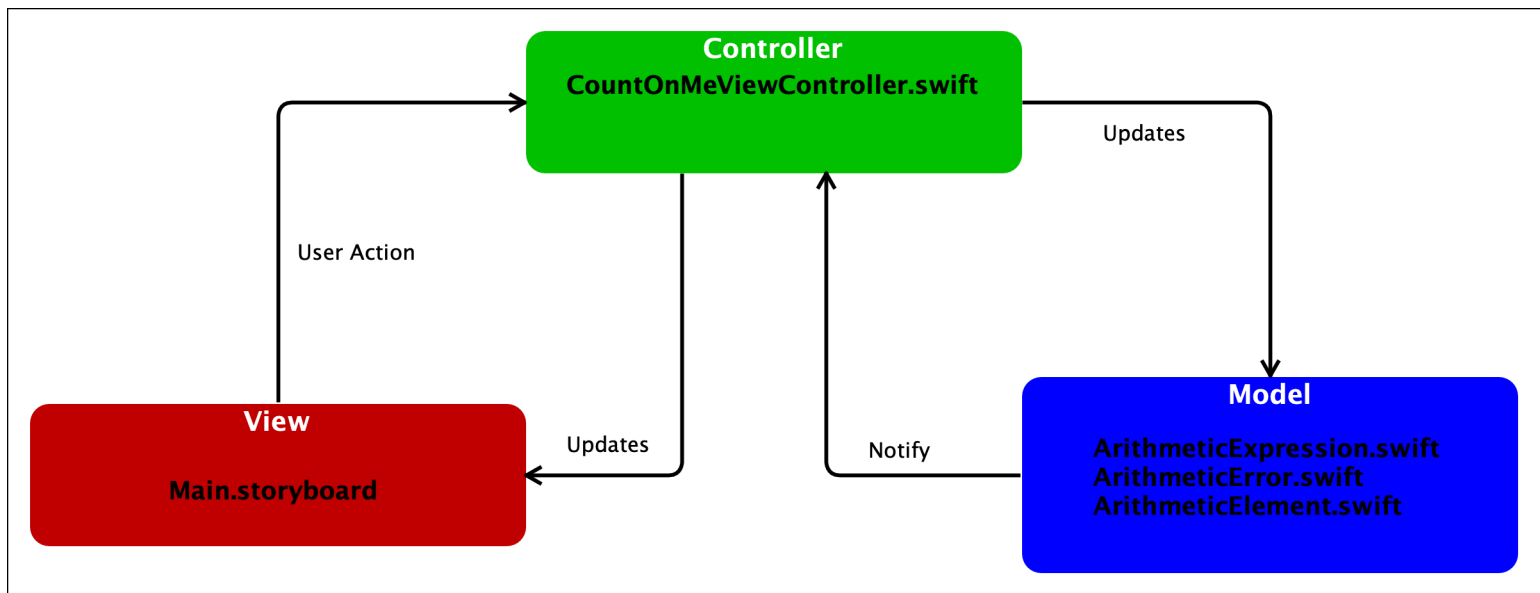 Controller
CountOnMeViewController.swift
Updates
User Action
View
Main.storyboard
Updates
Notify
Model
ArithmeticExpression.swift
ArithmeticError.swift
ArithmeticElement.swift